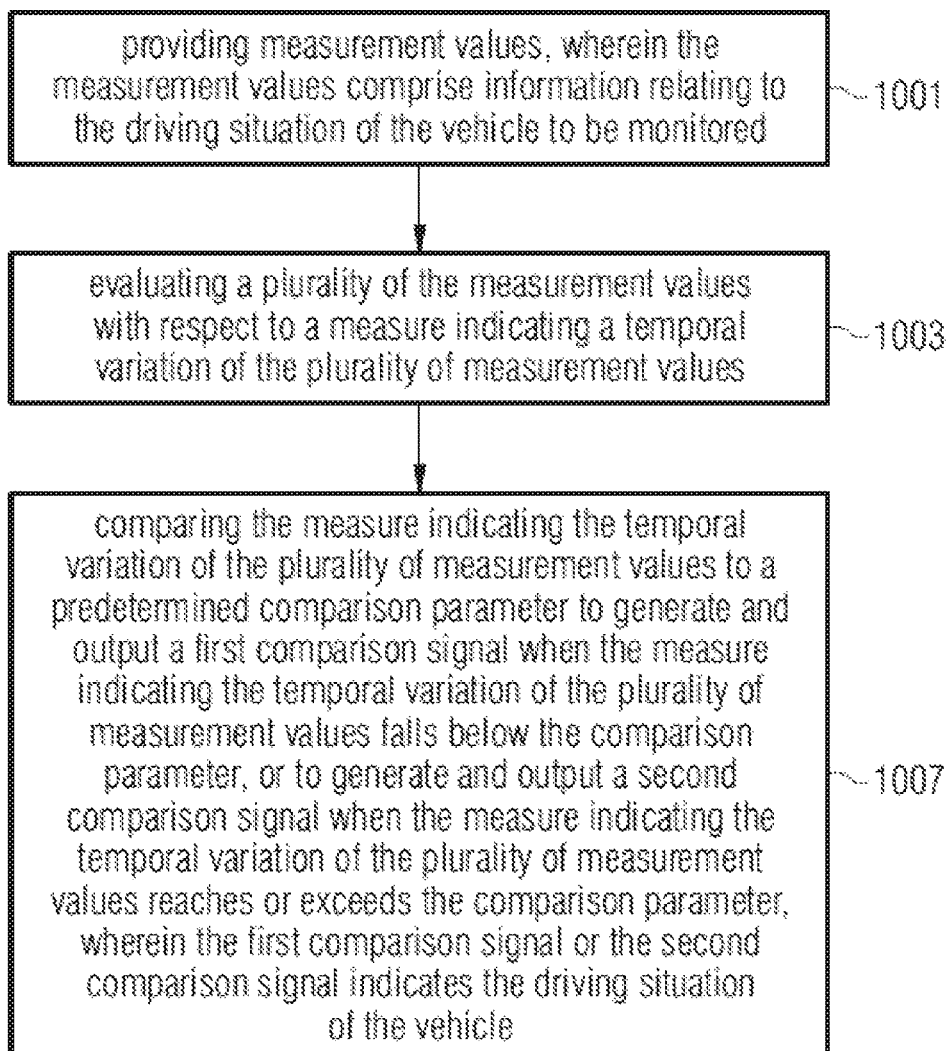 providing measurement values, wherein the
measurement values comprise information relating to
the driving situation of the vehicle to be monitored
1001
evaluating a plurality of the measurement values
with respect to a measure indicating a temporal
variation of the plurality of measurement values
1003
comparing the measure indicating the temporal
variation of the plurality of measurement values to a
predetermined comparison parameter to generate and
output a first comparison signal when the measure
indicating the temporal variation of the plurality of
measurement values falls below the comparison
parameter, or to generate and output a second
comparison signal when the measure indicating the
temporal variation of the plurality of measurement
values reaches or exceeds the comparison parameter,
wherein the first comparison signal or the second
comparison signal indicates the driving situation
of the vehicle
1007